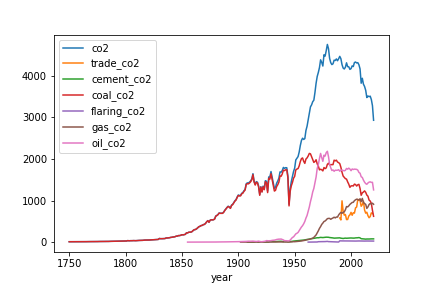 co2
trade_co2
cement_co2
coal_co2
flaring_co2
gas_co2
oil_co2
4000
3000
2000
1000
0
1750 1800 1850 1900 1950 2000
year